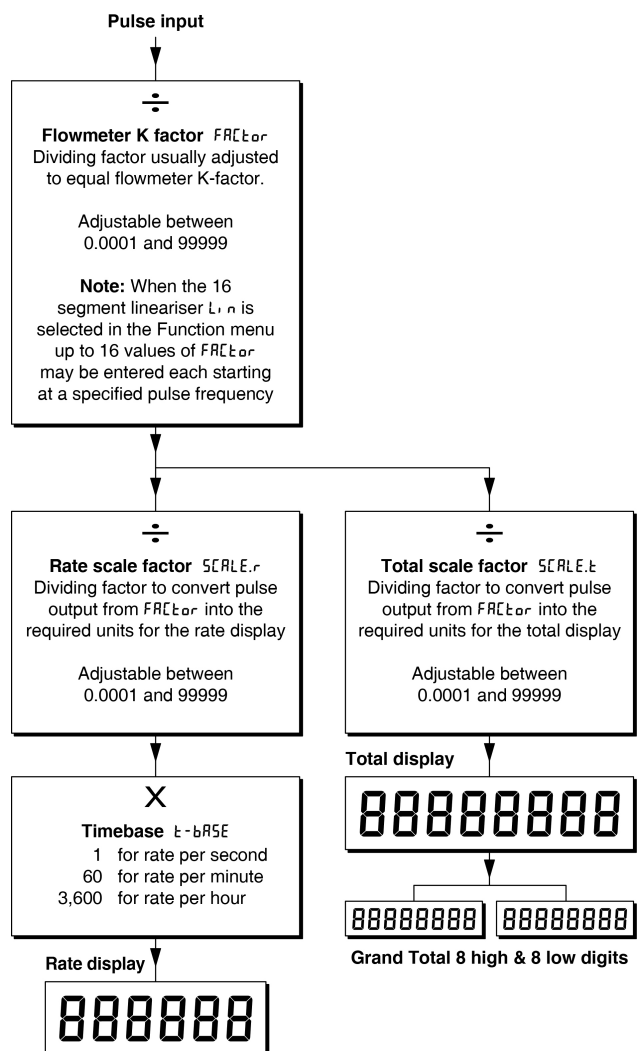 Pulse input
÷
Flowmeter K factor FACtor
Dividing factor usually adjusted
to equal flowmeter K-factor.
Adjustable between
0.0001 and 99999
Note: When the 16
segment lineariser Lin is
selected in the Function menu
up to 16 values of FACtor
may be entered each starting
at a specified pulse frequency
÷
Rate scale factor SCALE.r
Dividing factor to convert pulse
output from FACtor into the
required units for the rate display
Adjustable between
0.0001 and 99999
÷
Total scale factor SCALE.t
Dividing factor to convert pulse
output from FACtor into the
required units for the total display
Adjustable between
0.0001 and 99999
X
Timebase t-bASE
1 for rate per second
60 for rate per minute
3,600 for rate per hour
Rate display
888888
Total display
88888888
88888888 88888888
Grand Total 8 high & 8 low digits